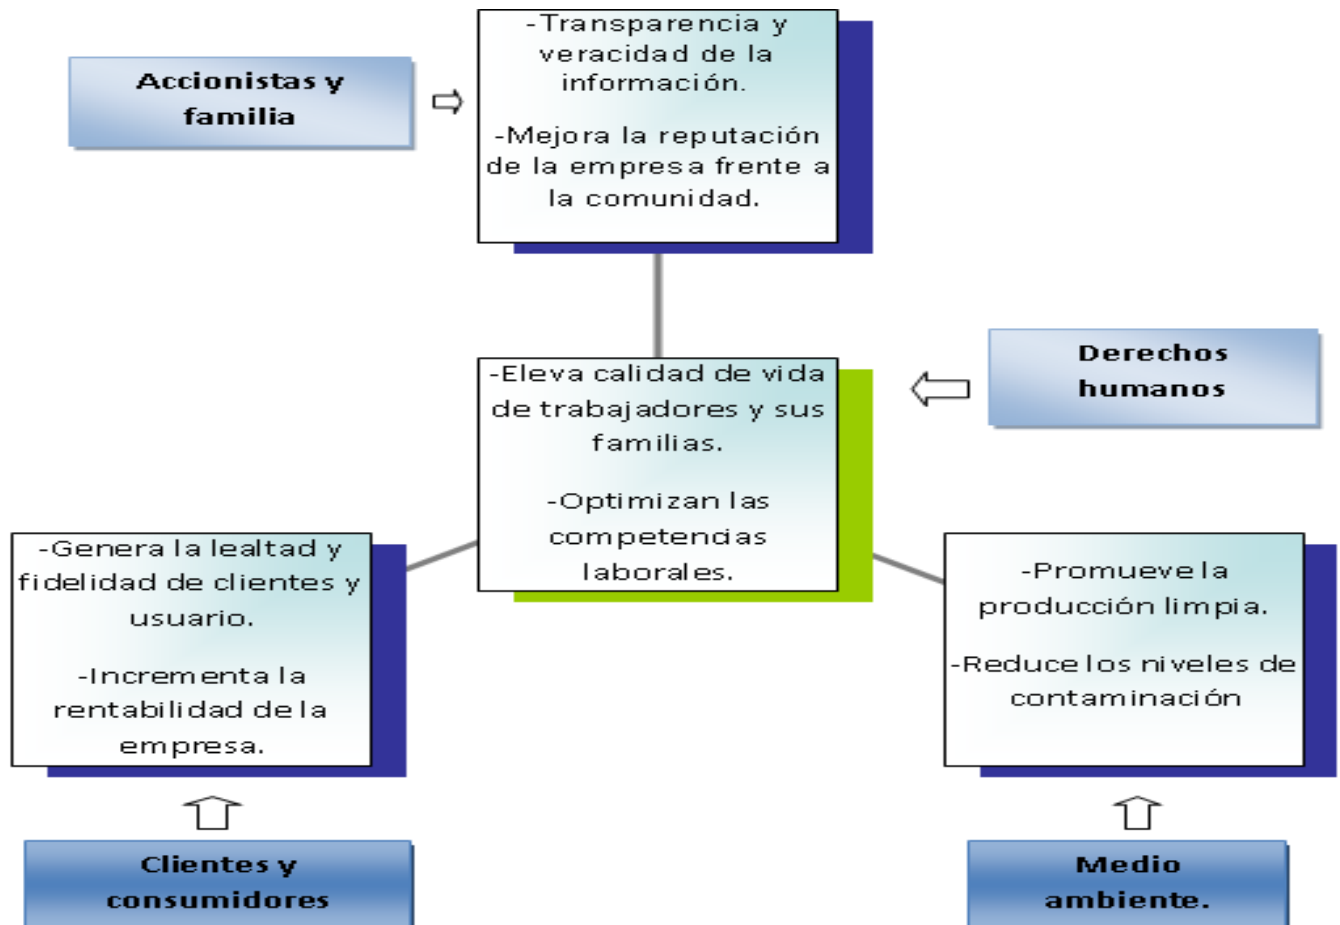 -Transparencia y
veracidad de la
información.
-Mejora la reputación
de la empresa frente a
la comunidad.
Accionistas y
familia
Derechos
humanos
-Eleva calidad de vida
de trabajadores y sus
familias.
-Optimizan las
competencias
laborales.
-Genera la lealtad y
fidelidad de clientes y
usuario.
-Incrementa la
rentabilidad de la
empresa.
-Promueve la
producción limpia.
-Reduce los niveles de
contaminación
Clientes y
consumidores
Medio
ambiente.